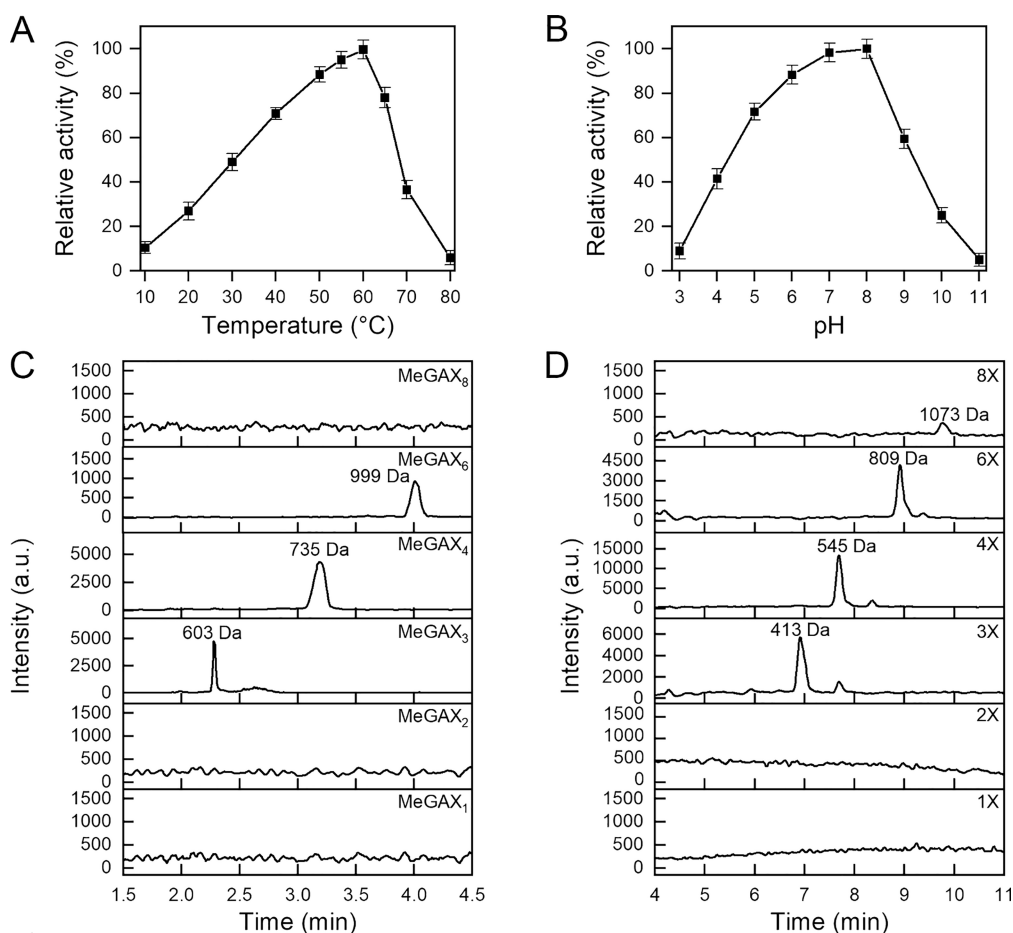 A
Relative activity (%)
100
80
60
40
20
0
10 20 30 40 50 60 70 80
Temperature (°C)
B
Relative activity (%)
100
80
60
40
20
0
3 4 5 6 7 8 9 10 11
pH
C
Intensity (a.u.)
1500
1000
500
0
MeGAX8
1500
1000
500
0
MeGAX6
999 Da
5000
2500
0
MeGAX4
735 Da
5000
2500
0
MeGAX3
603 Da
1500
1000
500
0
MeGAX2
1500
1000
500
0
MeGAX1
1.5 2.0 2.5 3.0 3.5 4.0 4.5
Time (min)
D
Intensity (a.u.)
1500
1000
500
0
8X
1073 Da
4500
3000
1500
0
6X
809 Da
15000
10000
5000
0
4X
545 Da
6000
4000
2000
0
3X
413 Da
1500
1000
500
0
2X
1500
1000
500
0
1X
4 5 6 7 8 9 10 11
Time (min)